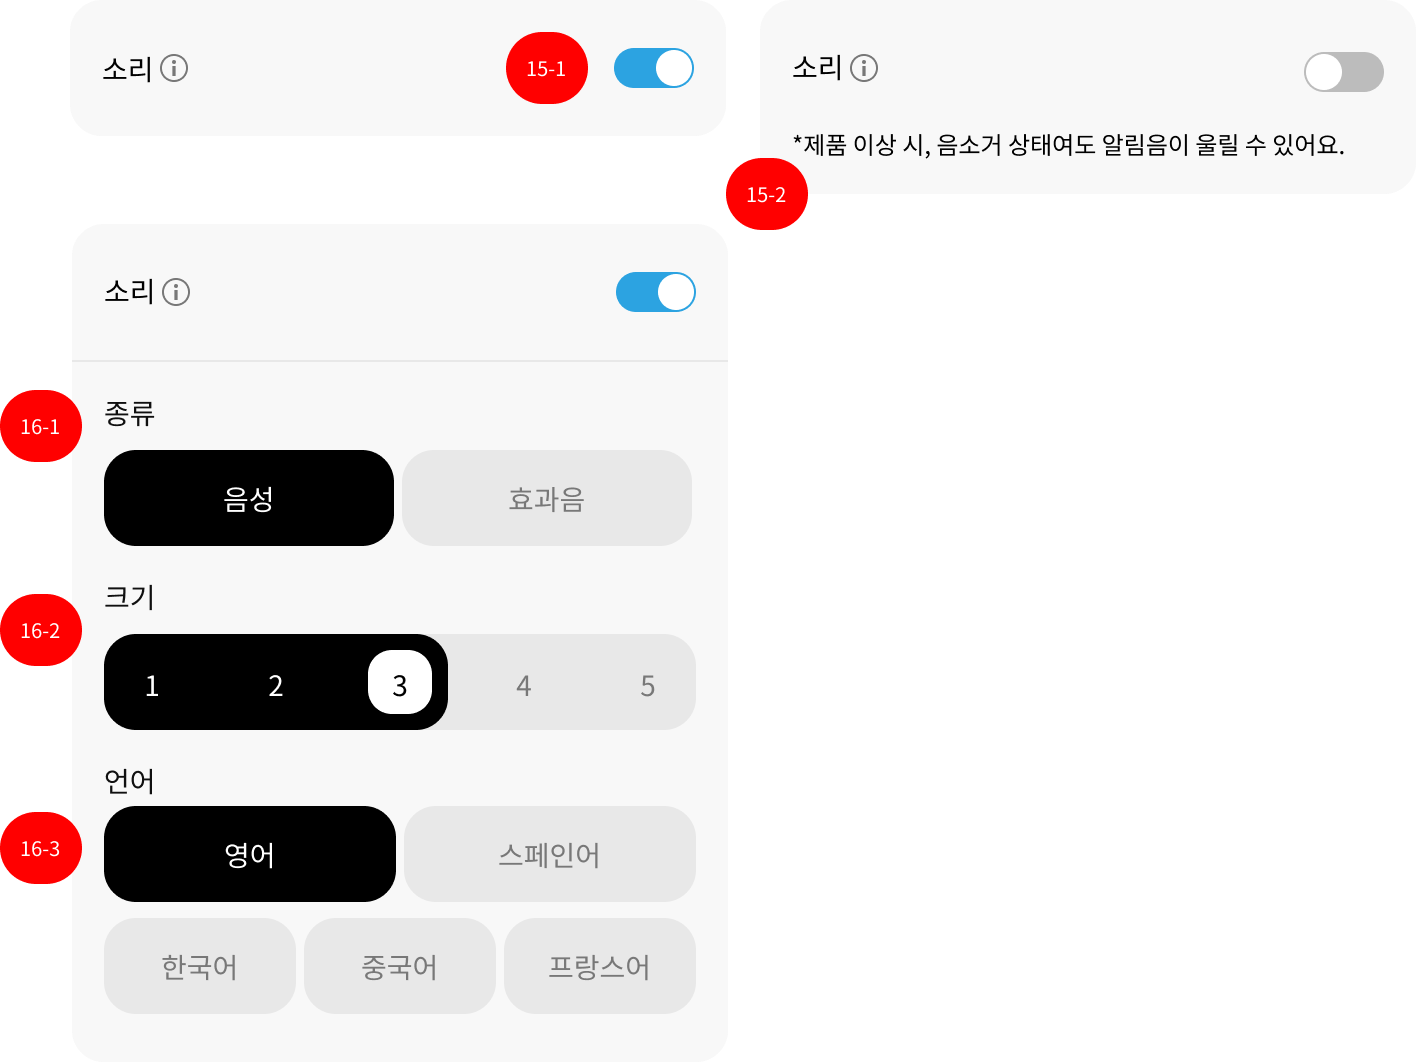 소리
15-1
소리
*제품 이상 시, 음소거 상태여도 알림음이 울릴 수 있어요.
15-2
소리
16-1
종류
음성 효과음
16-2
크기
1 2 3 4 5
16-3
언어
영어 스페인어
한국어 중국어 프랑스어